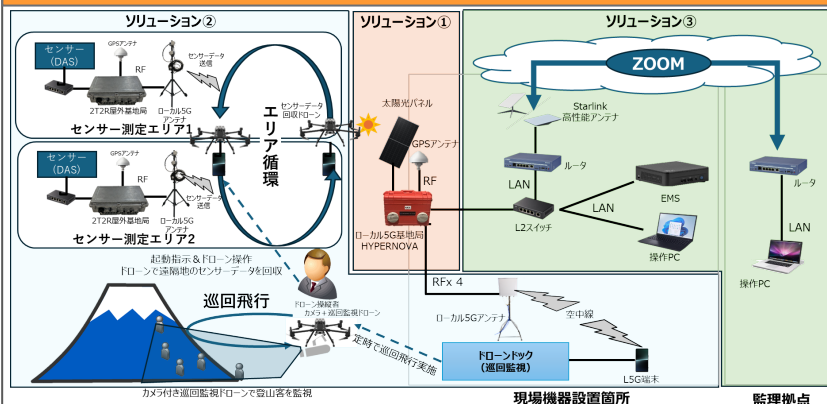 ソリューション②
ソリューション①
ソリューション③
センサー
(DAS)
GPSアンテナ
RF
センサーデータ
送信
2T2R屋外基地局
ローカル5G
アンテナ
センサー測定エリア1
センサー
(DAS)
GPSアンテナ
RF
センサーデータ
送信
2T2R屋外基地局
ローカル5G
アンテナ
センサー測定エリア2
エリア循環
センサーデータ
回収ドローン
太陽光パネル
GPSアンテナ
RF
ローカル5G基地局
HYPERNOVA
ZOOM
Starlink
高性能アンテナ
ルータ
LAN
L2スイッチ
LAN
EMS
操作PC
ルータ
LAN
操作PC
起動指示&ドローン操作
ドローンで遠隔地のセンサーデータを回収
巡回飛行
ドローン操縦者
カメラ+巡回監視ドローン
定時で巡回飛行実施
カメラ付き巡回監視ドローンで登山客を監視
RFx 4
ローカル5Gアンテナ
空中線
ドローンドック
(巡回監視)
L5G端末
現場機器設置箇所
監理拠点